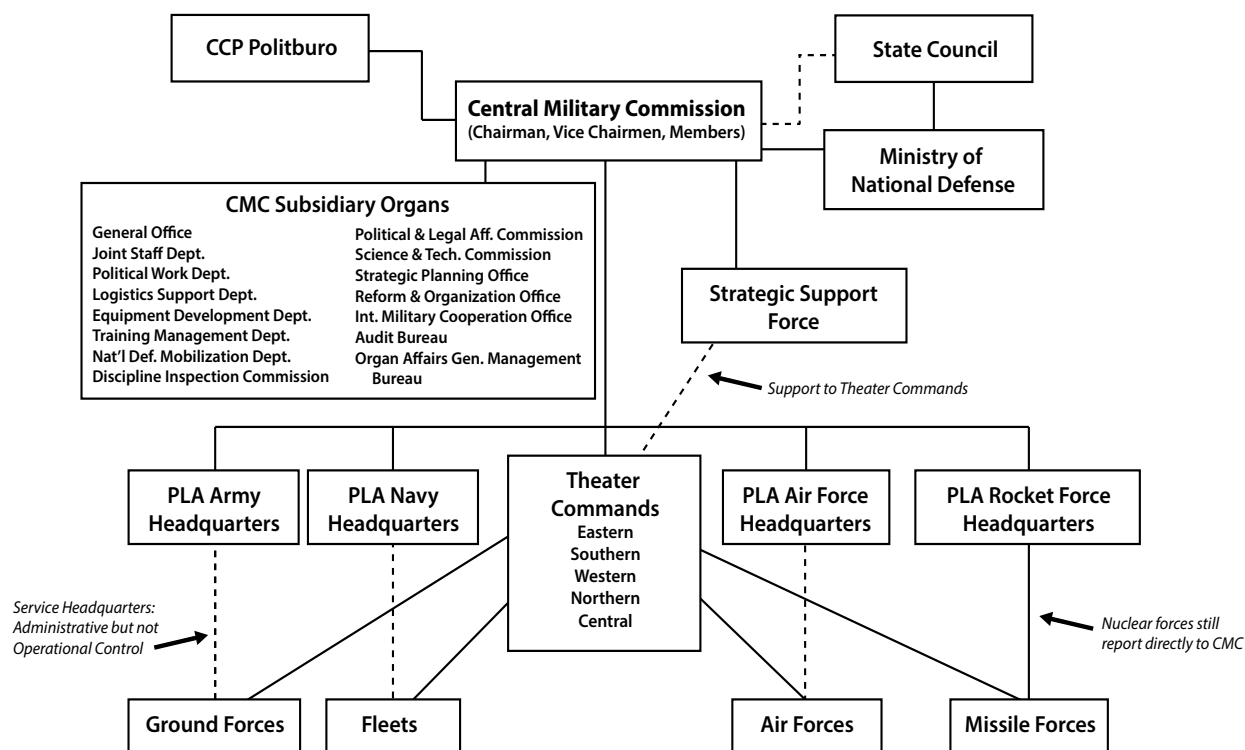 CCP Politburo
State Council
Central Military Commission
(Chairman, Vice Chairmen, Members)
Ministry of
National Defense
CMC Subsidiary Organs
General Office
Joint Staff Dept.
Political Work Dept.
Logistics Support Dept.
Equipment Development Dept.
Training Management Dept.
Nat'l Def. Mobilization Dept.
Discipline Inspection Commission
Political & Legal Aff. Commission
Science & Tech. Commission
Strategic Planning Office
Reform & Organization Office
Int. Military Cooperation Office
Audit Bureau
Organ Affairs Gen. Management
Bureau
Strategic Support
Force
Support to Theater Commands
PLA Army
Headquarters
PLA Navy
Headquarters
Theater
Commands
Eastern
Southern
Western
Northern
Central
PLA Air Force
Headquarters
PLA Rocket Force
Headquarters
Service Headquarters:
Administrative but not
Operational Control
Nuclear forces still
report directly to CMC
Ground Forces
Fleets
Air Forces
Missile Forces